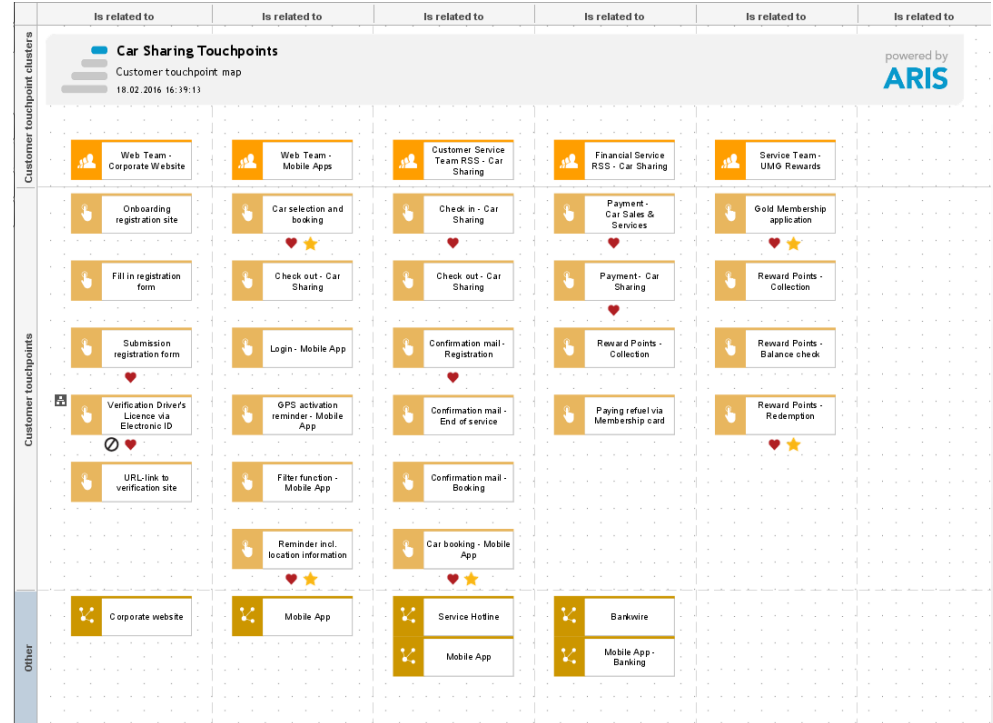 Is related to
Is related to
Is related to
Is related to
Is related to
Is related to
Customer touchpoint clusters
Car Sharing Touchpoints
Customer touchpoint map
18.02.2016 16:39:13
powered by
ARIS
Web Team -
Corporate Website
Web Team -
Mobile Apps
Customer Service
Team RSS - Car
Sharing
Financial Service
RSS - Car Sharing
Service Team -
UMG Rewards
Customer touchpoints
Onboarding
registration site
Car selection and
booking
Check in - Car
Sharing
Payment -
Car Sales &
Services
Gold Membership
application
Fill in registration
form
Check out - Car
Sharing
Check out - Car
Sharing
Payment - Car
Sharing
Reward Points -
Collection
Submission
registration form
Login - Mobile App
Confirmation mail -
Registration
Reward Points -
Collection
Reward Points -
Balance check
Verification Driver's
Licence via
Electronic ID
GPS activation
reminder - Mobile
App
Confirmation mail -
End of service
Paying refuel via
Membership card
Reward Points -
Redemption
URL-link to
verification site
Filter function -
Mobile App
Confirmation mail -
Booking
Reminder incl.
location information
Car booking - Mobile
App
Other
Corporate website
Mobile App
Service Hotline
Bankwire
Mobile App
Mobile App -
Banking